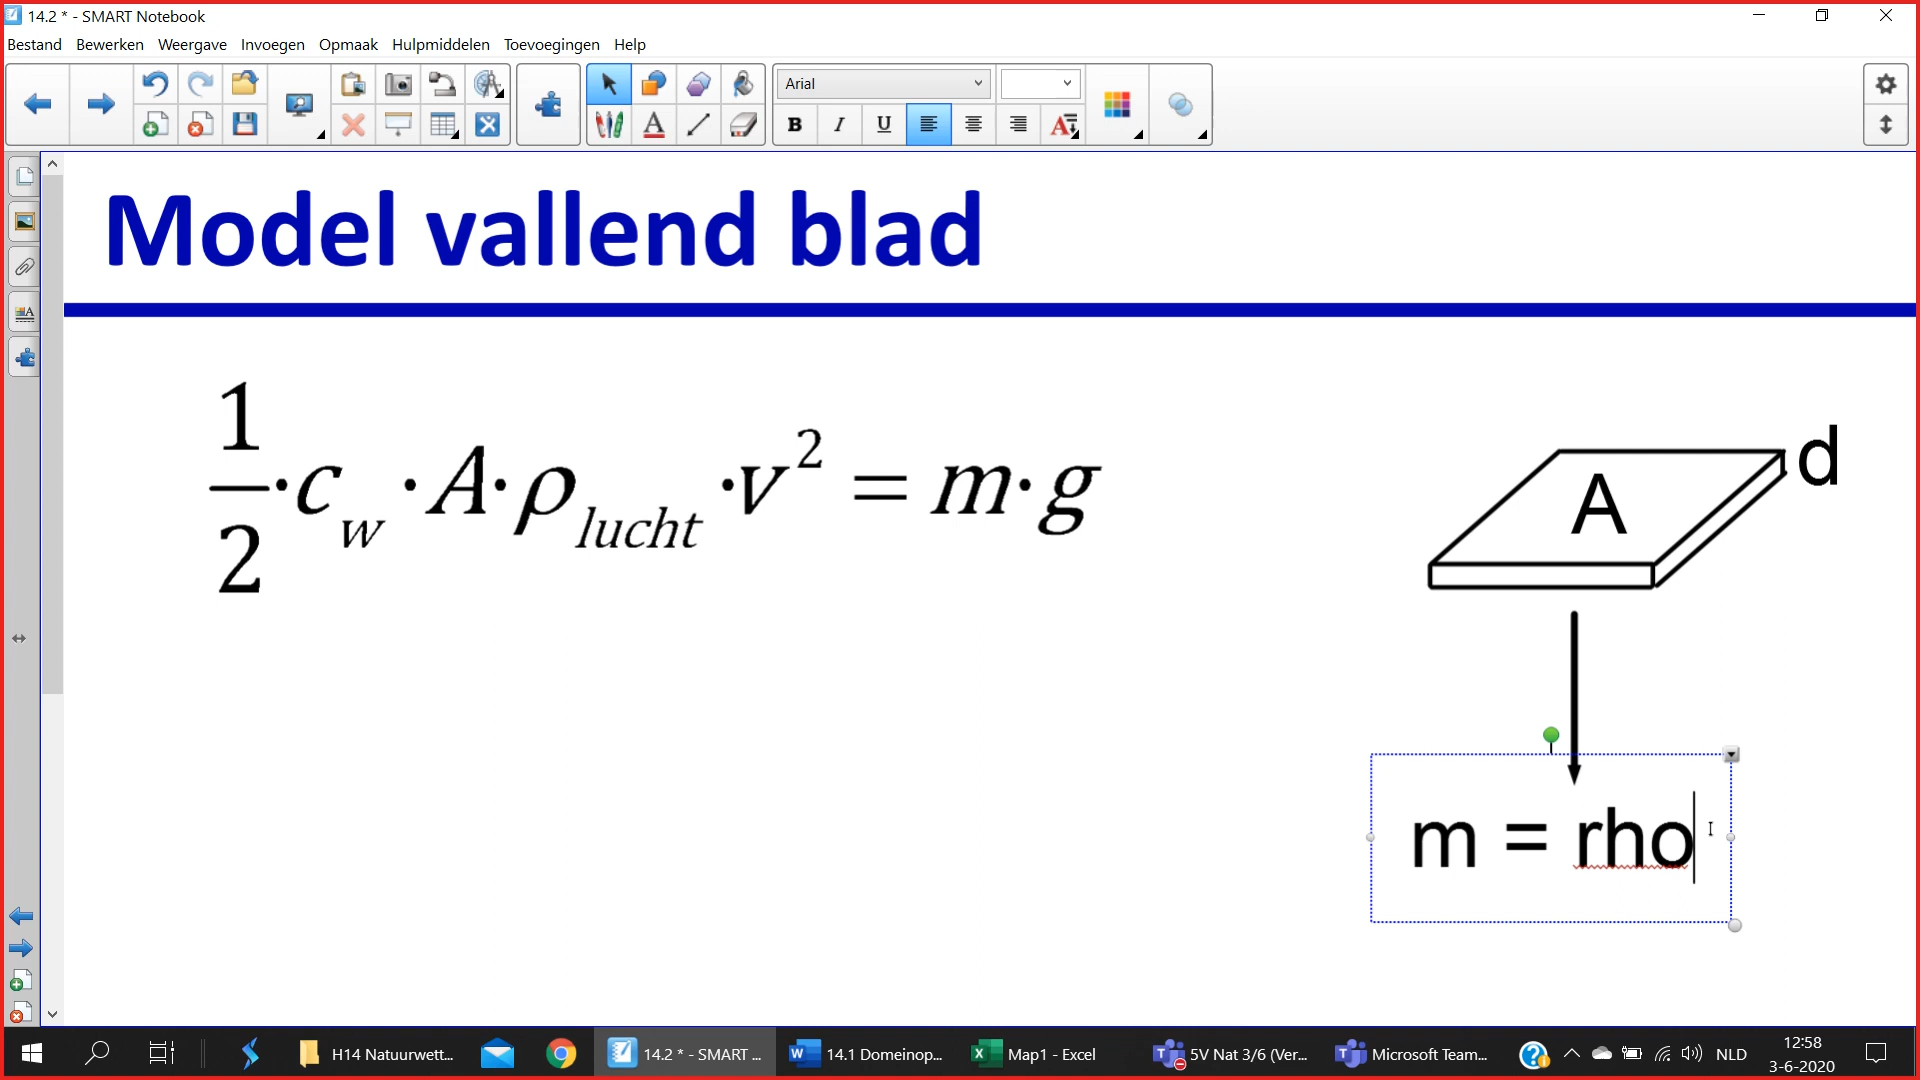 14.2 * - SMART Notebook
Bestand Bewerken Weergave Invoegen Opmaak Hulpmiddelen Toevoegingen Help
Arial
B I U A
A
Model vallend blad
1/2 · c_w · A · ρ_lucht · v² = m · g
d
A
m = rho
H14 Natuurwett...
14.2 * - SMART ...
14.1 Domeinop...
Map1 - Excel
5V Nat 3/6 (Ver...
Microsoft Team...
NLD
12:58
3-6-2020